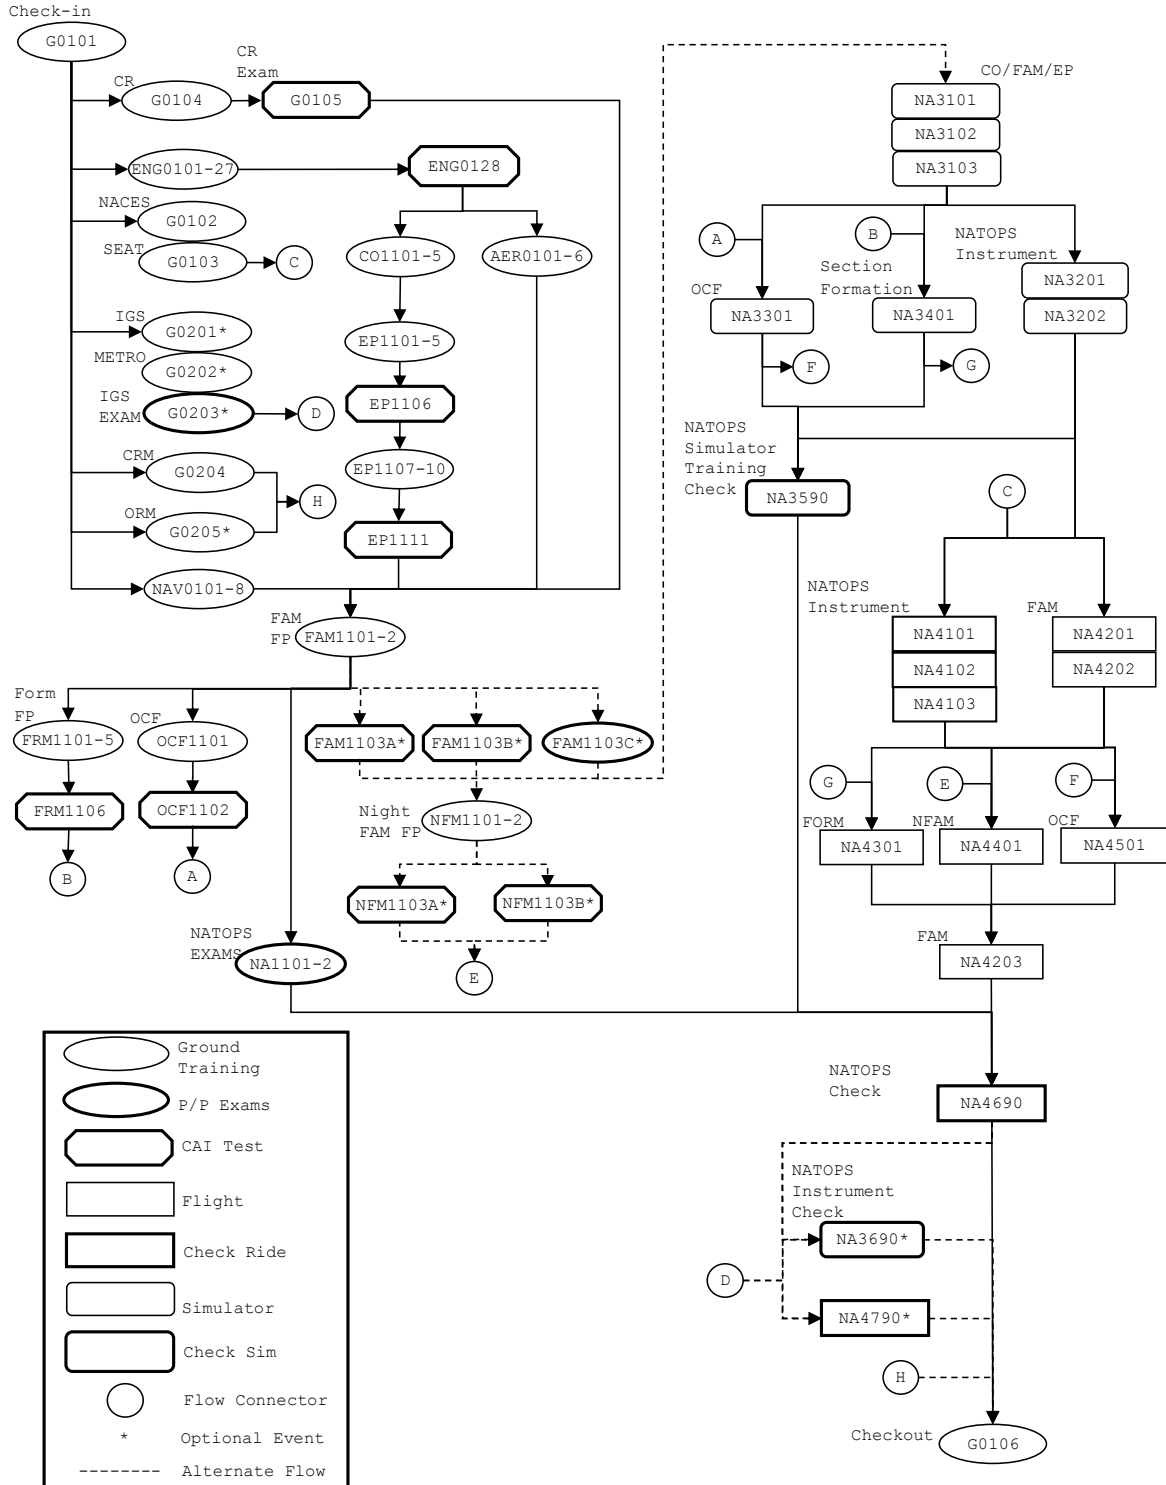 Check-in
G0101
CR
G0104
CR
Exam
G0105
ENG0101-27
ENG0128
NACES
G0102
SEAT
G0103
C
CO1101-5
AER0101-6
IGS
G0201*
METRO
G0202*
IGS
EXAM
G0203*
D
EP1101-5
EP1106
CRM
G0204
ORM
G0205*
H
EP1107-10
EP1111
NAV0101-8
FAM
FP
FAM1101-2
Form
FP
FRM1101-5
OCF
OCF1101
FAM1103A*
FAM1103B*
FAM1103C*
FRM1106
OCF1102
B
A
Night
FAM FP
NFM1101-2
NFM1103A*
NFM1103B*
E
NATOPS
EXAMS
NA1101-2
CO/FAM/EP
NA3101
NA3102
NA3103
A
B
NATOPS
Instrument
Section
Formation
OCF
NA3301
NA3401
NA3201
NA3202
F
G
NATOPS
Simulator
Training
Check
NA3590
C
NATOPS
Instrument
NA4101
NA4102
NA4103
FAM
NA4201
NA4202
G
E
F
FORM
NA4301
NFAM
NA4401
OCF
NA4501
FAM
NA4203
NATOPS
Check
NA4690
NATOPS
Instrument
Check
NA3690*
D
NA4790*
H
Checkout
G0106
Ground
Training
P/P Exams
CAI Test
Flight
Check Ride
Simulator
Check Sim
Flow Connector
* Optional Event
Alternate Flow